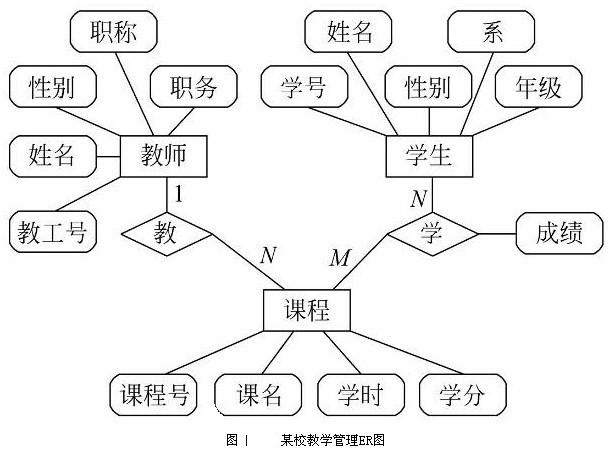 职称
姓名
系
性别
职务
学号
性别
年级
姓名
教师
学生
1
N
教工号
教
学
成绩
N
M
课程
课程号
课名
学时
学分
图 1 某校教学管理ER图